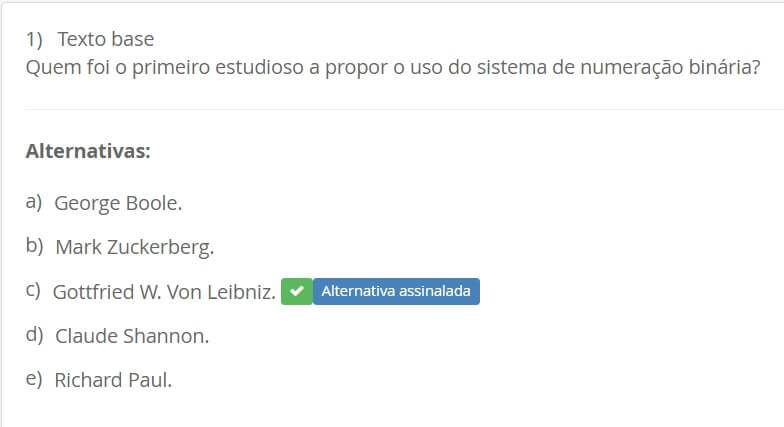 1) Texto base
Quem foi o primeiro estudioso a propor o uso do sistema de numeração binária?
Alternativas:
a) George Boole.
b) Mark Zuckerberg.
c) Gottfried W. Von Leibniz. Alternativa assinalada
d) Claude Shannon.
e) Richard Paul.